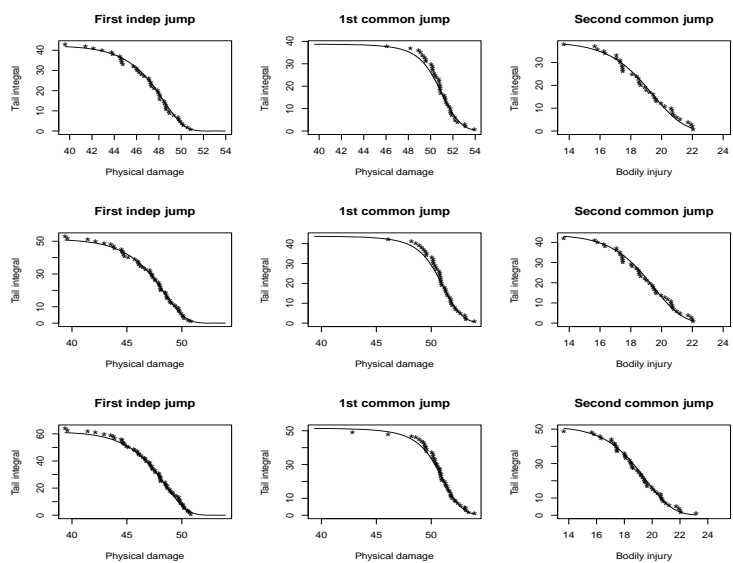 First indep jump
Tail integral
0 10 20 30 40
40 42 44 46 48 50 52 54
Physical damage
1st common jump
Tail integral
0 10 20 30 40
40 42 44 46 48 50 52 54
Physical damage
Second common jump
Tail integral
0 10 20 30
14 16 18 20 22 24
Bodily injury
First indep jump
Tail integral
0 10 30 50
40 45 50
Physical damage
1st common jump
Tail integral
0 10 20 30 40
40 45 50
Physical damage
Second common jump
Tail integral
0 10 20 30 40
14 16 18 20 22 24
Bodily injury
First indep jump
Tail integral
0 10 20 30 40 50 60
40 45 50
Physical damage
1st common jump
Tail integral
0 10 30 50
40 45 50
Physical damage
Second common jump
Tail integral
0 10 30 50
14 16 18 20 22 24
Bodily injury